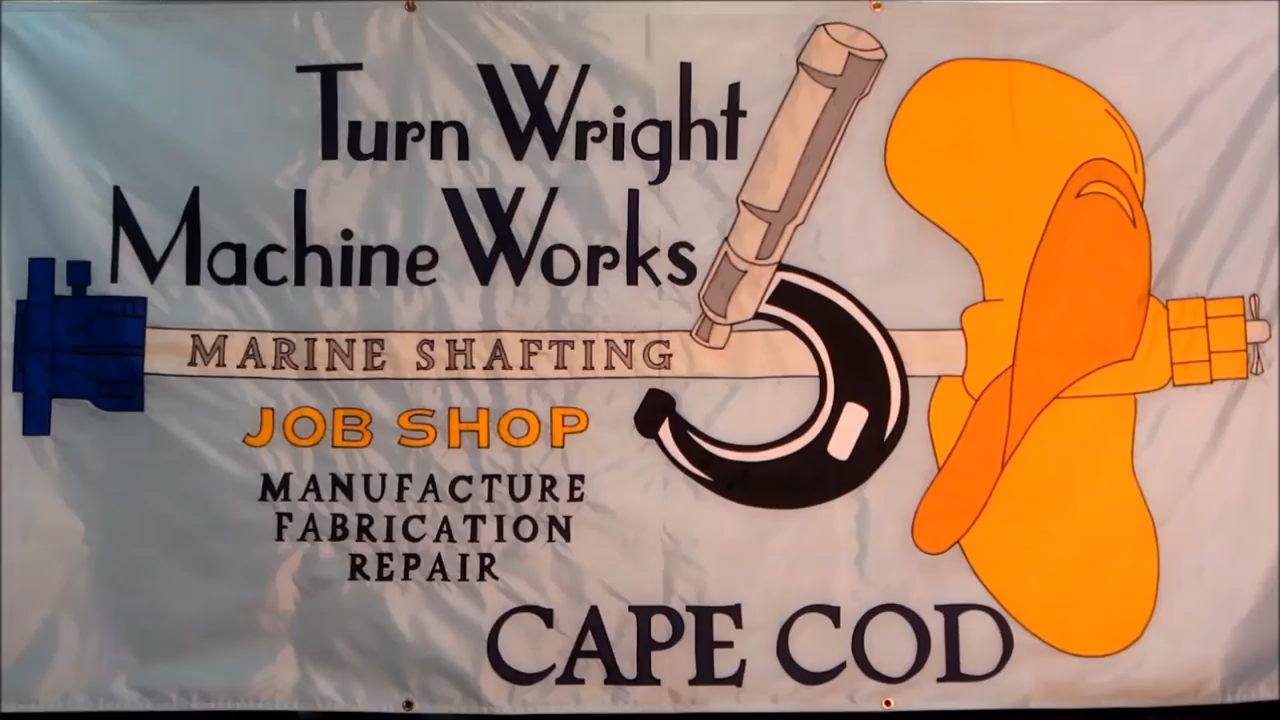 Turn Wright
Machine Works
MARINE SHAFTING
JOB SHOP
MANUFACTURE
FABRICATION
REPAIR
CAPE COD